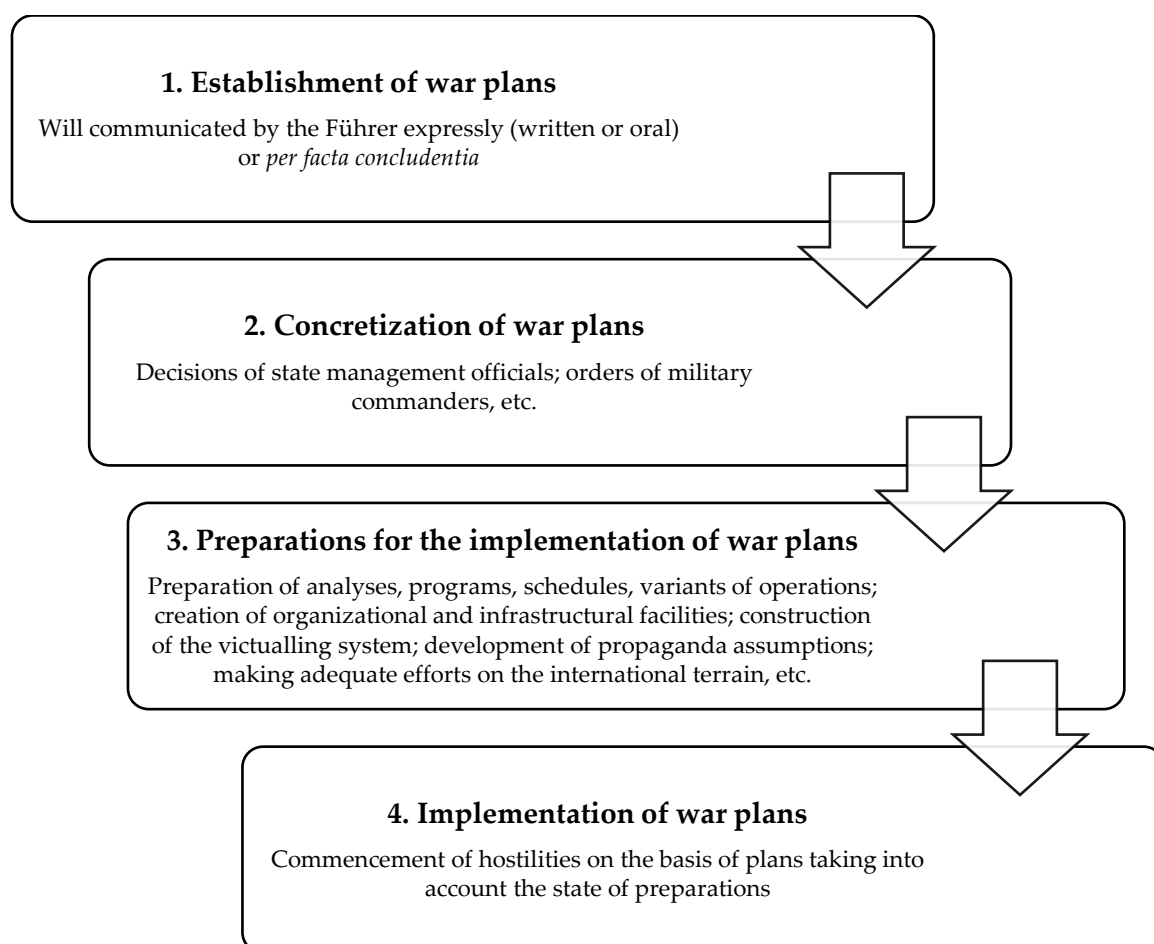 1. Establishment of war plans
Will communicated by the Führer expressly (written or oral)
or per facta concludentia
2. Concretization of war plans
Decisions of state management officials; orders of military
commanders, etc.
3. Preparations for the implementation of war plans
Preparation of analyses, programs, schedules, variants of operations;
creation of organizational and infrastructural facilities; construction
of the victualling system; development of propaganda assumptions;
making adequate efforts on the international terrain, etc.
4. Implementation of war plans
Commencement of hostilities on the basis of plans taking into
account the state of preparations